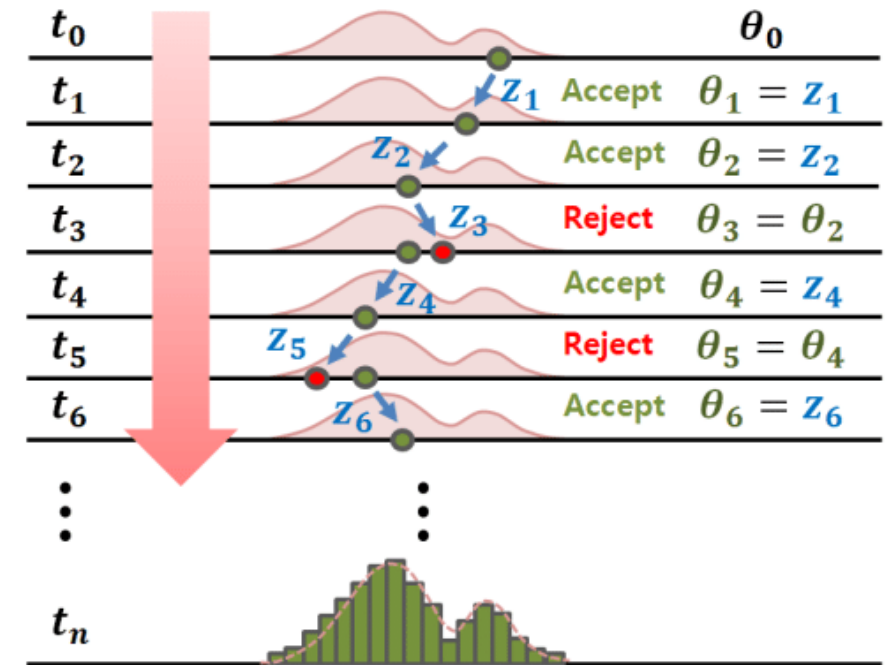 t₀ θ₀
t₁ z₁ Accept θ₁ = z₁
t₂ z₂ Accept θ₂ = z₂
t₃ z₃ Reject θ₃ = θ₂
t₄ z₄ Accept θ₄ = z₄
t₅ z₅ Reject θ₅ = θ₄
t₆ z₆ Accept θ₆ = z₆
⋮ ⋮
tₙ